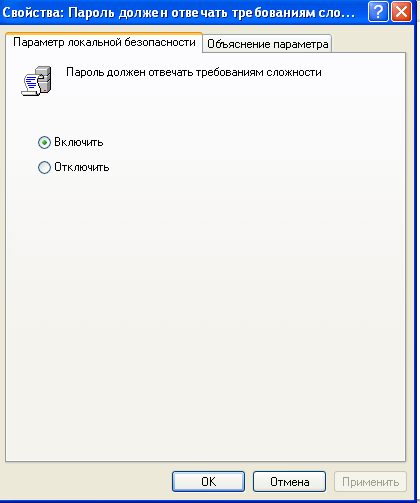 Свойства: Пароль должен отвечать требованиям сло...
Параметр локальной безопасности
Объяснение параметра
Пароль должен отвечать требованиям сложности
Включить
Отключить
OK
Отмена
Применить